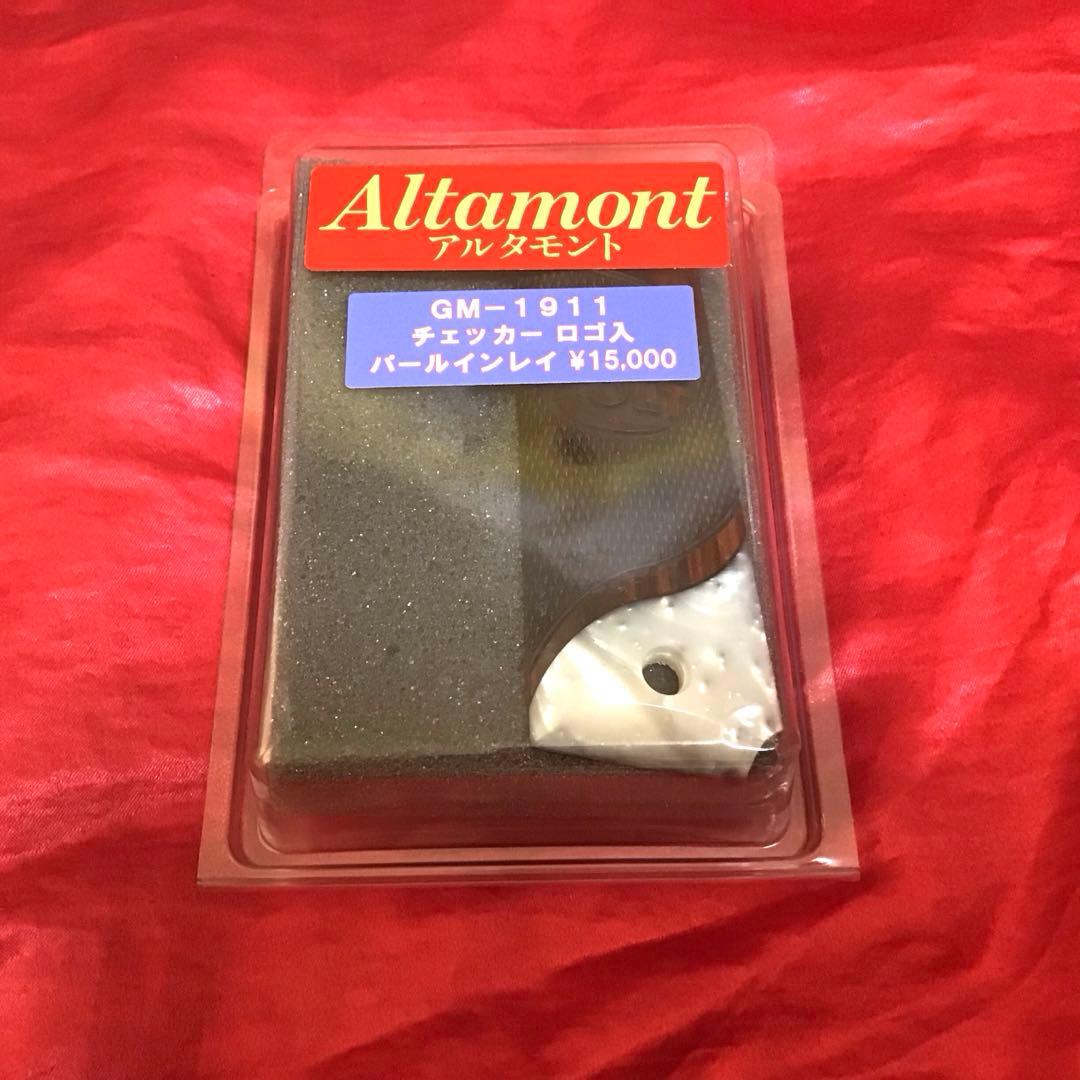 Altamont
アルタモント
GM－1911
チェッカー ロゴ入
パールインレイ ¥15,000